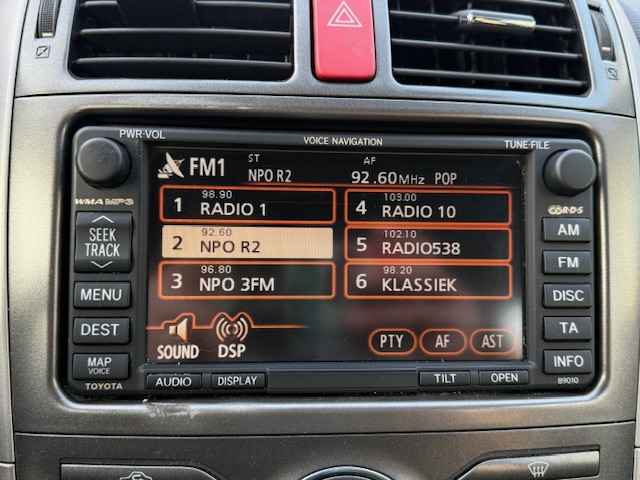 PWR·VOL
VOICE NAVIGATION
TUNE·FILE
FM1 ST NPO R2 AF 92.60MHz POP
WMA MP3
R·D·S
1 98.90 RADIO 1
4 103.00 RADIO 10
2 92.60 NPO R2
5 102.10 RADIO538
3 96.80 NPO 3FM
6 98.20 KLASSIEK
SEEK
TRACK
MENU
DEST
MAP
VOICE
TOYOTA
AM
FM
DISC
TA
INFO
B9010
SOUND DSP PTY AF AST
AUDIO DISPLAY TILT OPEN